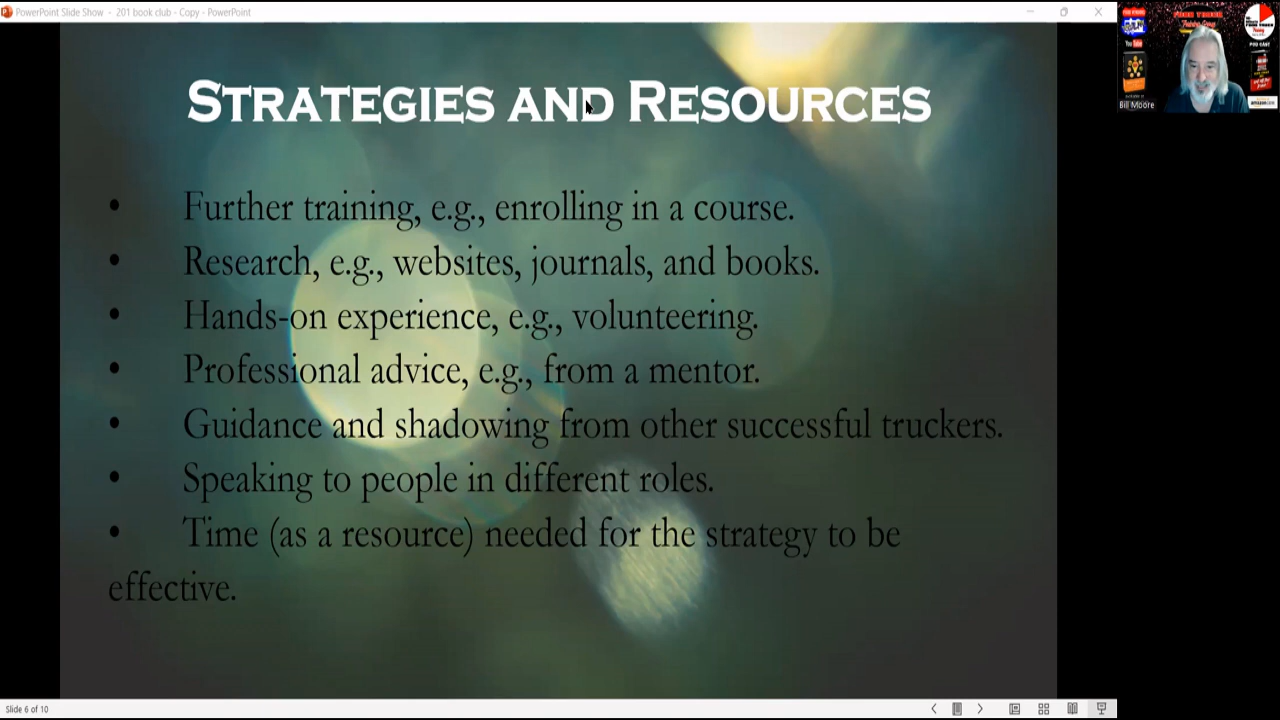 PowerPoint Slide Show - 201 book club - Copy - PowerPoint
STRATEGIES AND RESOURCES
• Further training, e.g., enrolling in a course.
• Research, e.g., websites, journals, and books.
• Hands-on experience, e.g., volunteering.
• Professional advice, e.g., from a mentor.
• Guidance and shadowing from other successful truckers.
• Speaking to people in different roles.
• Time (as a resource) needed for the strategy to be
effective.
Bill Moore
Slide 6 of 10